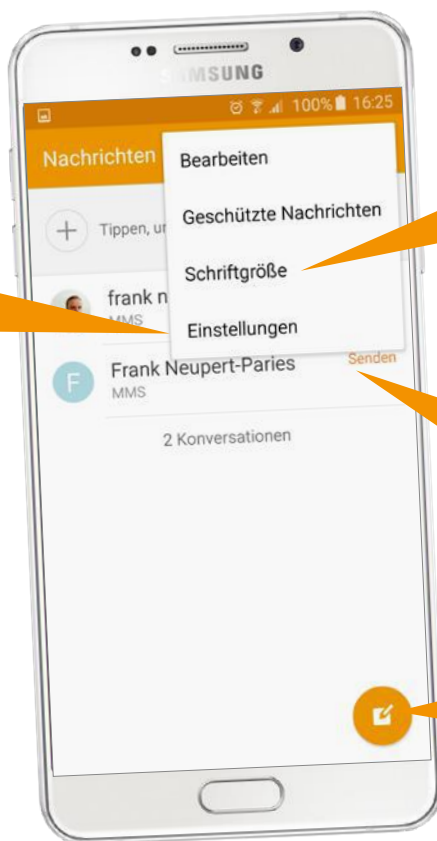 SAMSUNG
100% 16:25
Nachrichten
Bearbeiten
Geschützte Nachrichten
Tippen, un
Schriftgröße
frank n
MMS
Einstellungen
Frank Neupert-Paries
Senden
F
MMS
2 Konversationen